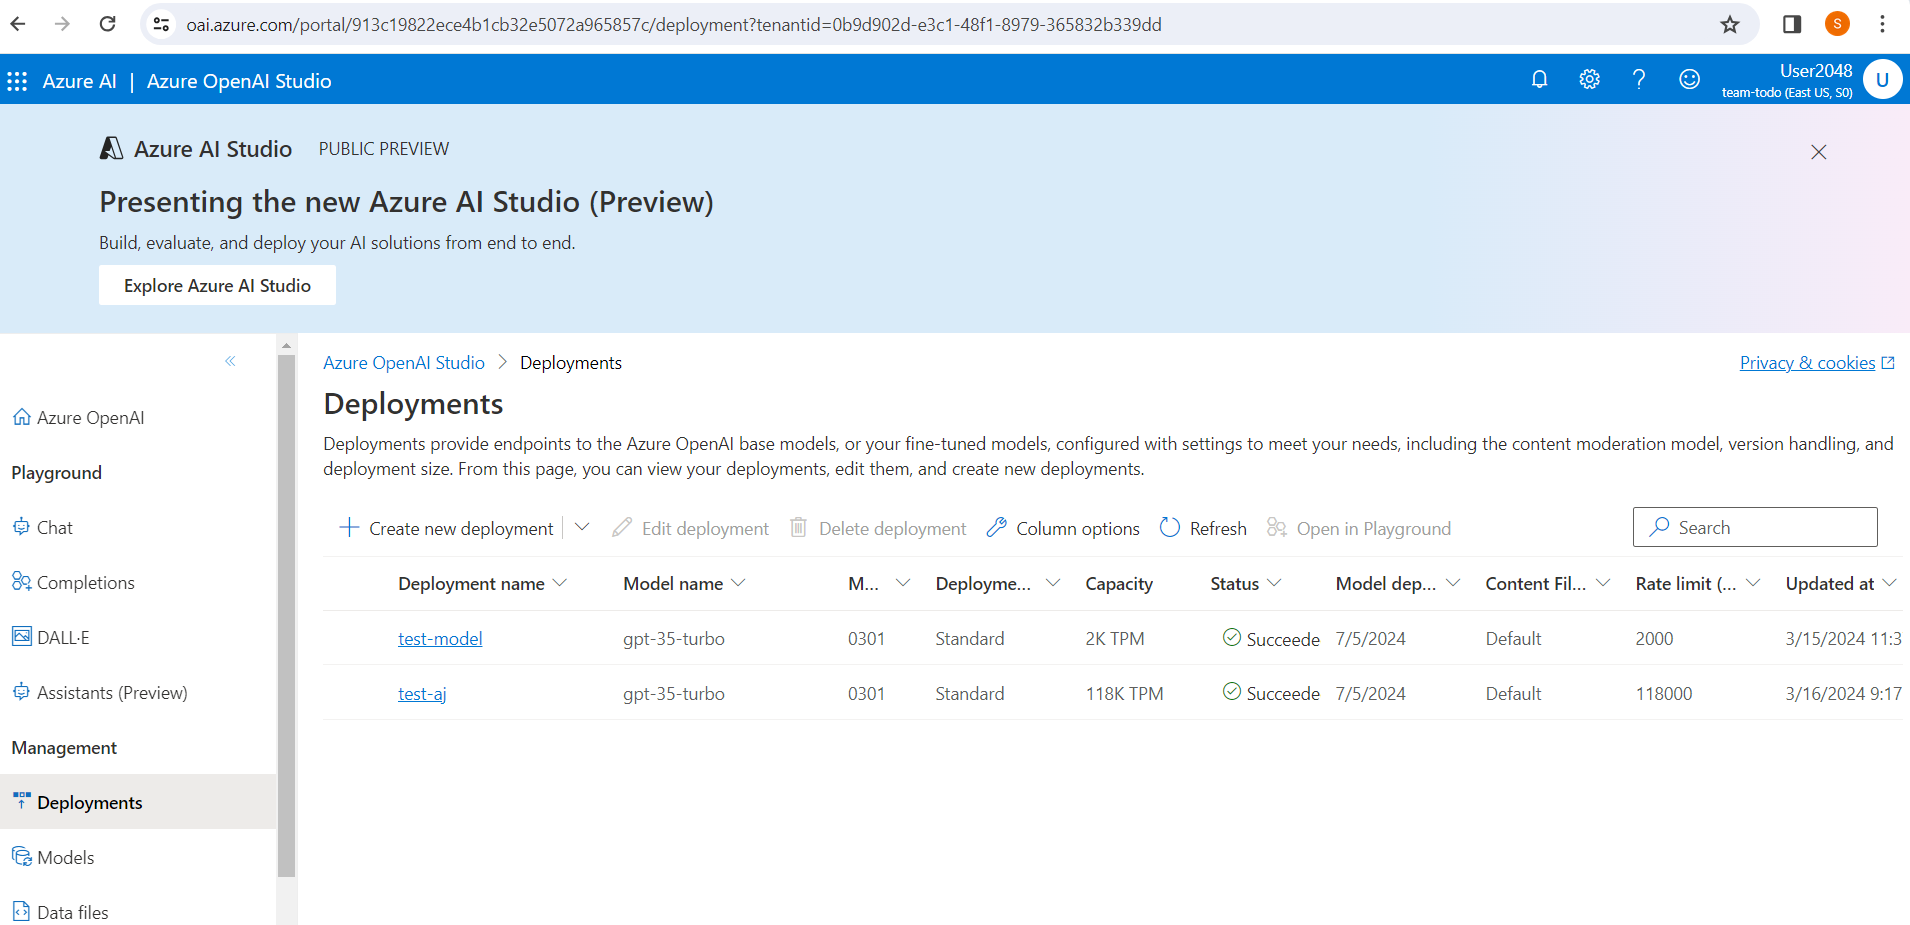 oai.azure.com/portal/913c19822ece4b1cb32e5072a965857c/deployment?tenantid=0b9d902d-e3c1-48f1-8979-365832b339dd
S
Azure AI | Azure OpenAI Studio
User2048
team-todo (East US, S0)
U
Azure AI Studio PUBLIC PREVIEW
Presenting the new Azure AI Studio (Preview)
Build, evaluate, and deploy your AI solutions from end to end.
Explore Azure AI Studio
Azure OpenAI
Playground
Chat
Completions
DALL·E
Assistants (Preview)
Management
Deployments
Models
Data files
Azure OpenAI Studio > Deployments
Privacy & cookies
Deployments
Deployments provide endpoints to the Azure OpenAI base models, or your fine-tuned models, configured with settings to meet your needs, including the content moderation model, version handling, and
deployment size. From this page, you can view your deployments, edit them, and create new deployments.
Create new deployment Edit deployment Delete deployment Column options Refresh Open in Playground Search
Deployment name Model name M... Deployme... Capacity Status Model dep... Content Fil... Rate limit (... Updated at
test-model gpt-35-turbo 0301 Standard 2K TPM Succeede 7/5/2024 Default 2000 3/15/2024 11:3
test-aj gpt-35-turbo 0301 Standard 118K TPM Succeede 7/5/2024 Default 118000 3/16/2024 9:17